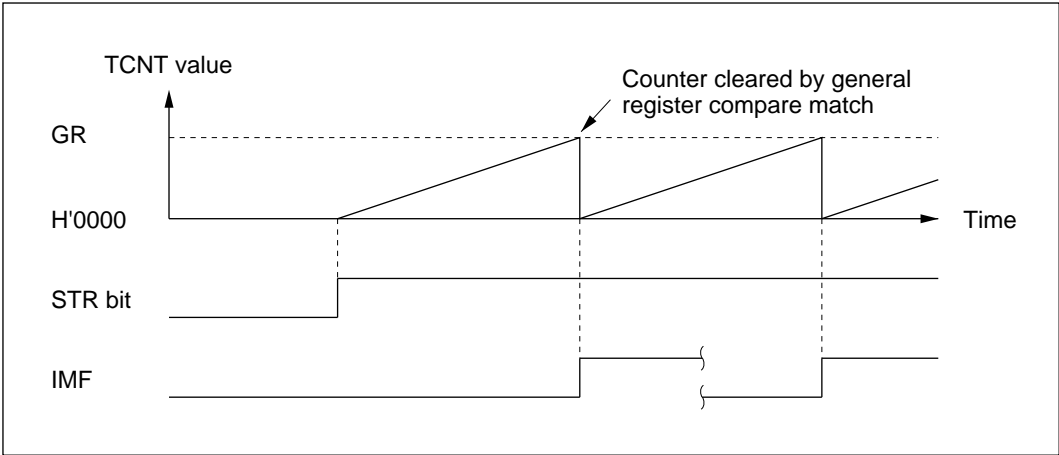 TCNT value
Counter cleared by general
register compare match
GR
H'0000
Time
STR bit
IMF